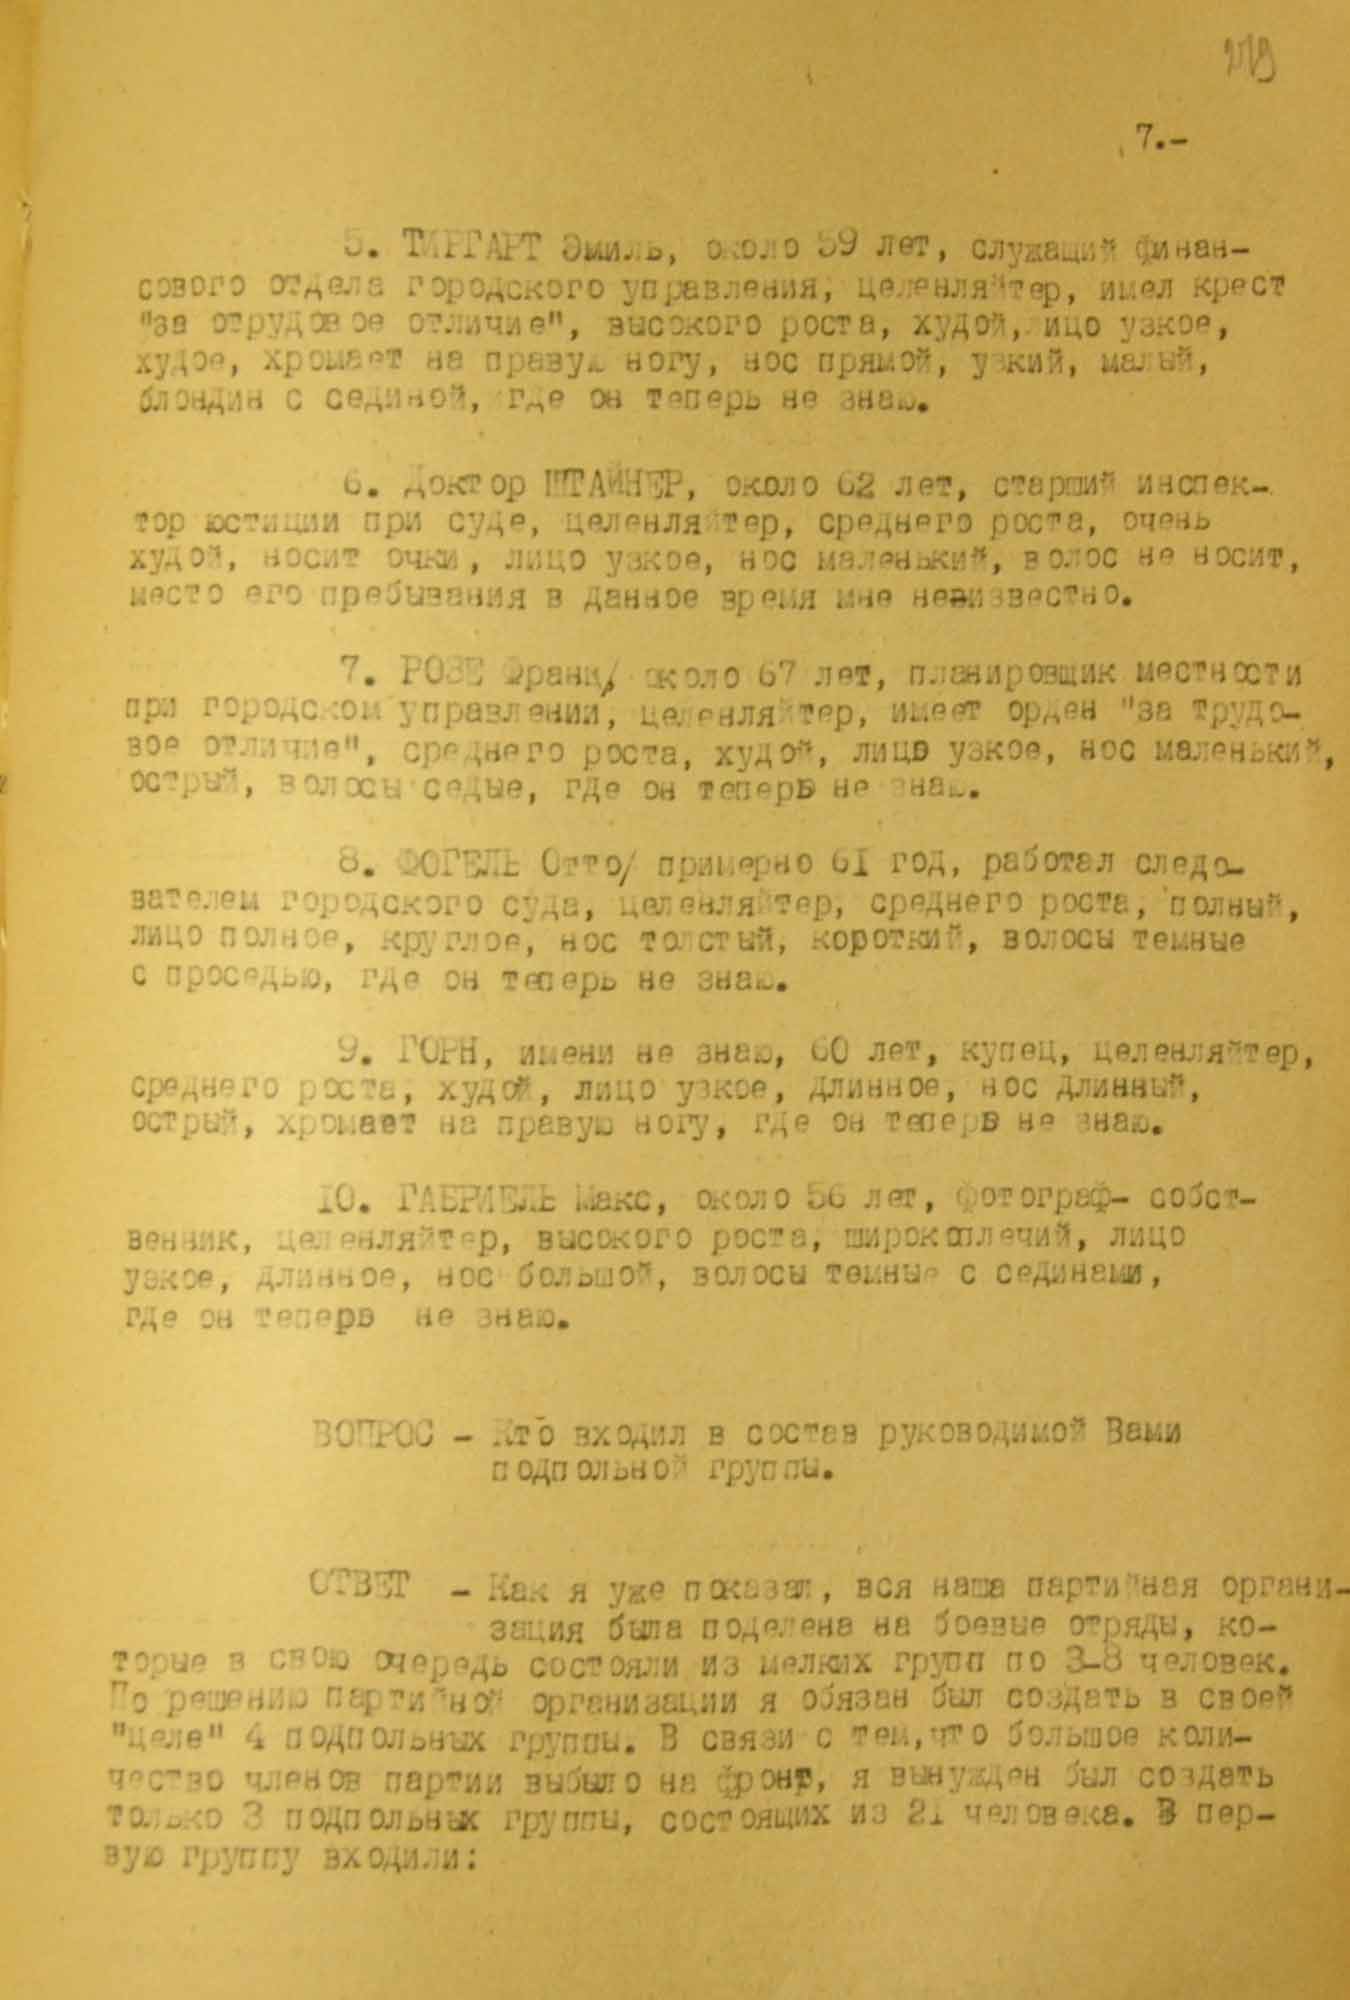 279
7.-
5. ТИРГАРТ Эмиль, около 59 лет, служащий финан-
сового отдела городского управления, целенляйтер, имел крест
"за отрудовое отличие", высокого роста, худой, ицо узкое,
худое, хромает на правую ногу, нос прямой, узкий, малый,
блондин с сединой, где он теперь не знаю.
6. Доктор ШТАЙНЕР, около 62 лет, старший инспек-
тор юстиции при суде, целенляйтер, среднего роста, очень
худой, носит очки, лицо узкое, нос маленький, волос не носит,
место его пребывания в данное время мне неизвестно.
7. РОЗЕ Франц/ около 67 лет, планировщик местности
при городском управлении, целенляйтер, имеет орден "за трудо-
вое отличие", среднего роста, худой, лицо узкое, нос маленький,
острый, волосы седые, где он теперь не знаю.
8. ФОГЕЛЬ Отто/ примерно 61 год, работал следо-
вателем городского суда, целенляйтер, среднего роста, полный,
лицо полное, круглое, нос толстый, короткий, волосы темные
с проседью, где он теперь не знаю.
9. ГОРН, имени не знаю, 60 лет, купец, целенляйтер,
среднего роста, худой, лицо узкое, длинное, нос длинный,
острый, хромает на правую ногу, где он теперь не знаю.
10. ГАБРИЕЛЬ Макс, около 56 лет, фотограф- собст-
венник, целенляйтер, высокого роста, широкоплечий, лицо
узкое, длинное, нос большой, волосы темные с сединами,
где он теперь не знаю.
ВОПРОС - Кто входил в состав руководимой Вами
подпольной группы.
ОТВЕТ - Как я уже показал, вся наша партийная органи-
зация была поделена на боевые отряды, ко-
торые в свою очередь состояли из мелких групп по 3-8 человек.
По решению партийной организации я обязан был создать в своей
"целе" 4 подпольных группы. В связи с тем,что большое коли-
чество членов партии выбыло на фронт, я вынужден был создать
только 3 подпольных группы, состоящих из 21 человека. В пер-
вую группу входили: